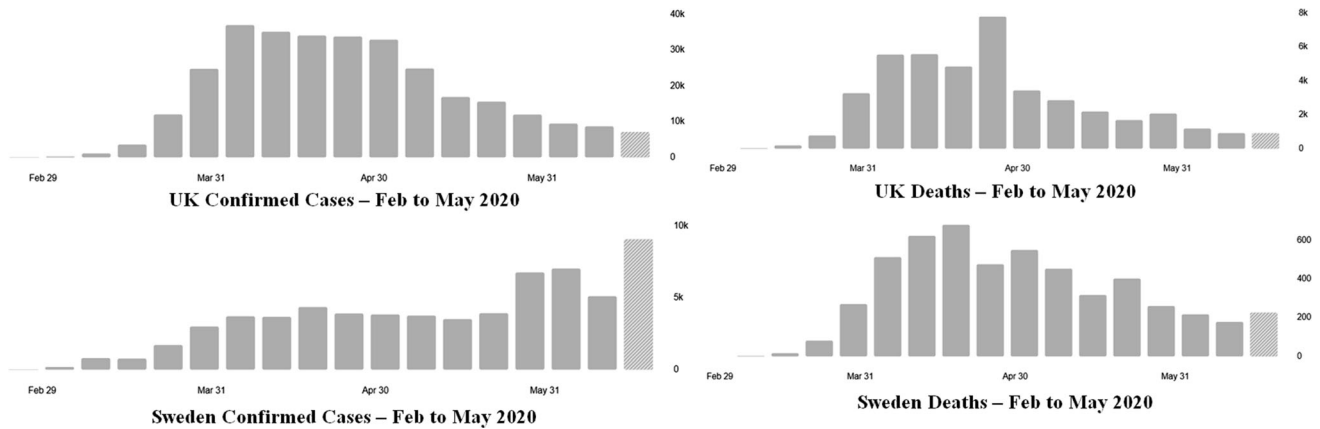 40k
30k
20k
10k
0
Feb 29 Mar 31 Apr 30 May 31
UK Confirmed Cases – Feb to May 2020
8k
6k
4k
2k
0
Feb 29 Mar 31 Apr 30 May 31
UK Deaths – Feb to May 2020
10k
5k
0
Feb 29 Mar 31 Apr 30 May 31
Sweden Confirmed Cases – Feb to May 2020
600
400
200
0
Feb 29 Mar 31 Apr 30 May 31
Sweden Deaths – Feb to May 2020